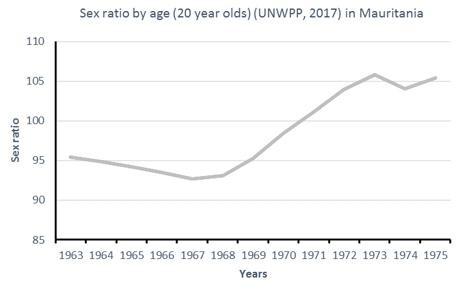 Sex ratio by age (20 year olds) (UNWPP, 2017) in Mauritania
110
105
100
95
90
85
Sex ratio
1963 1964 1965 1966 1967 1968 1969 1970 1971 1972 1973 1974 1975
Years